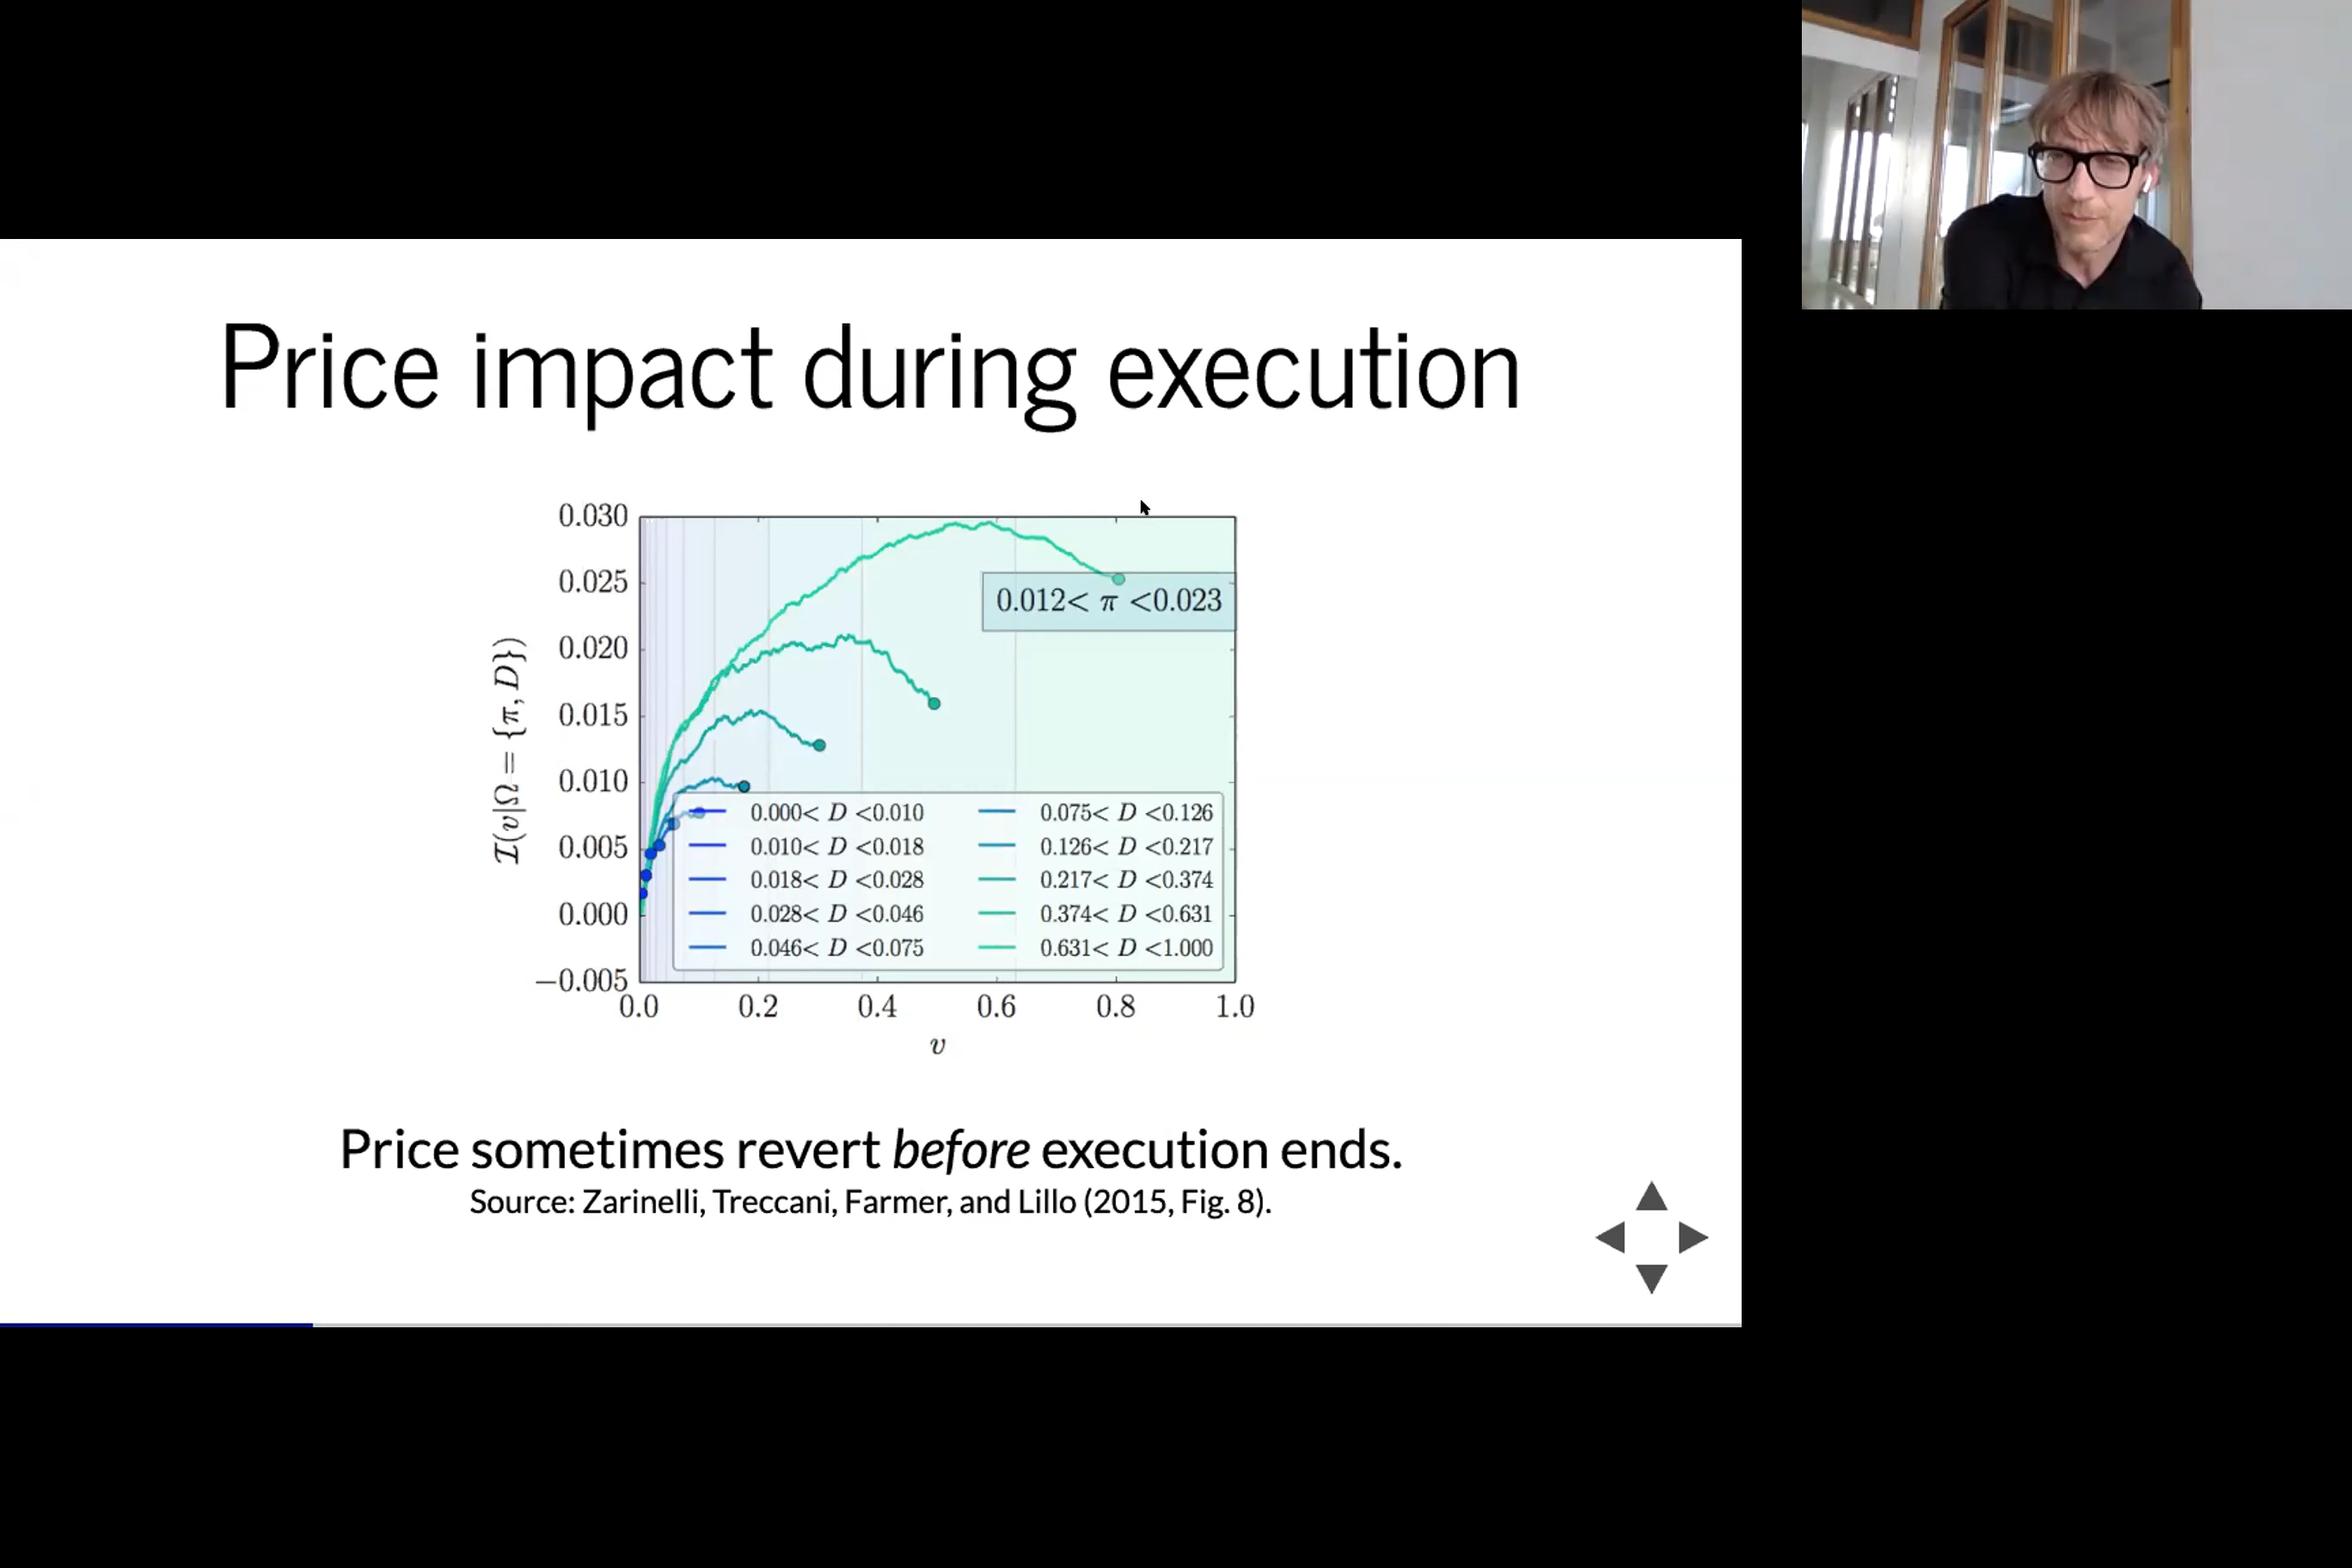 Price impact during execution
0.030
0.025
0.020
0.015
0.010
0.005
0.000
−0.005
I(v|Ω = {π, D})
0.012< π <0.023
0.000< D <0.010 0.075< D <0.126
0.010< D <0.018 0.126< D <0.217
0.018< D <0.028 0.217< D <0.374
0.028< D <0.046 0.374< D <0.631
0.046< D <0.075 0.631< D <1.000
0.0 0.2 0.4 0.6 0.8 1.0
v
Price sometimes revert before execution ends.
Source: Zarinelli, Treccani, Farmer, and Lillo (2015, Fig. 8).